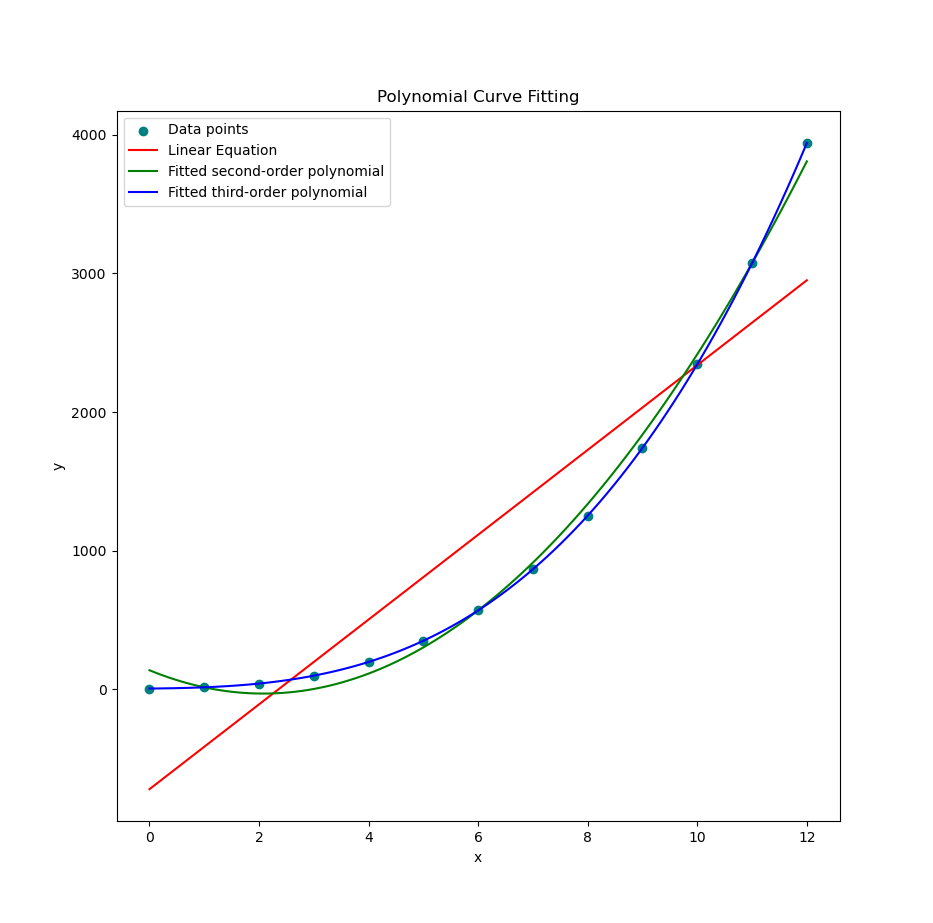 Polynomial Curve Fitting
Data points
Linear Equation
Fitted second-order polynomial
Fitted third-order polynomial
4000
3000
2000
1000
0
y
0 2 4 6 8 10 12
x